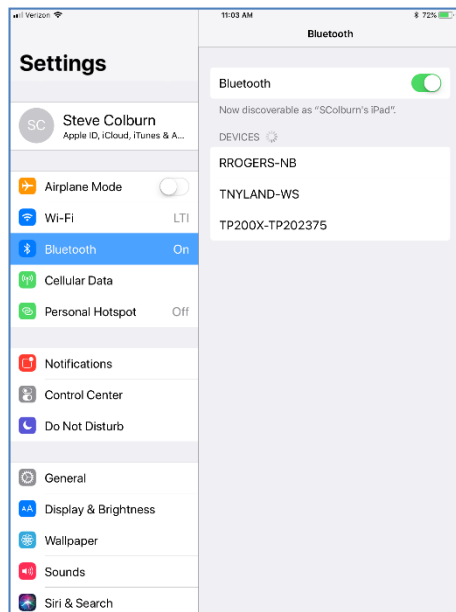 Verizon
11:03 AM
72%
Settings
SC
Steve Colburn
Apple ID, iCloud, iTunes & A...
Airplane Mode
Wi-Fi LTI
Bluetooth On
Cellular Data
Personal Hotspot Off
Notifications
Control Center
Do Not Disturb
General
AA Display & Brightness
Wallpaper
Sounds
Siri & Search
Bluetooth
Bluetooth
Now discoverable as “SColburn's iPad”.
DEVICES
RROGERS-NB
TNYLAND-WS
TP200X-TP202375